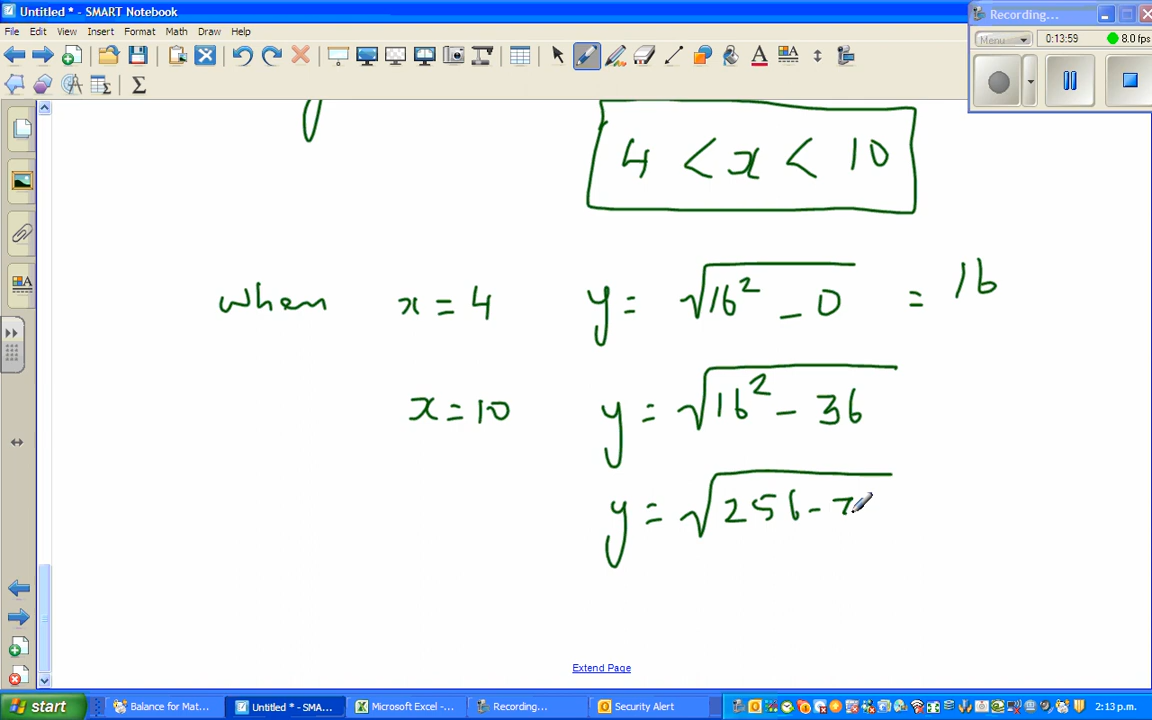 Untitled * - SMART Notebook
Recording...
File Edit View Insert Format Math Draw Help
Menu 0:13:59 8.0 fps
y
4 < x < 10
when x = 4 y = √16² - 0 = 16
x = 10 y = √16² - 36
y = √256 -
Extend Page
start Balance for Mat... Untitled * - SMA... Microsoft Excel -... Recording... Security Alert 2:13 p.m.